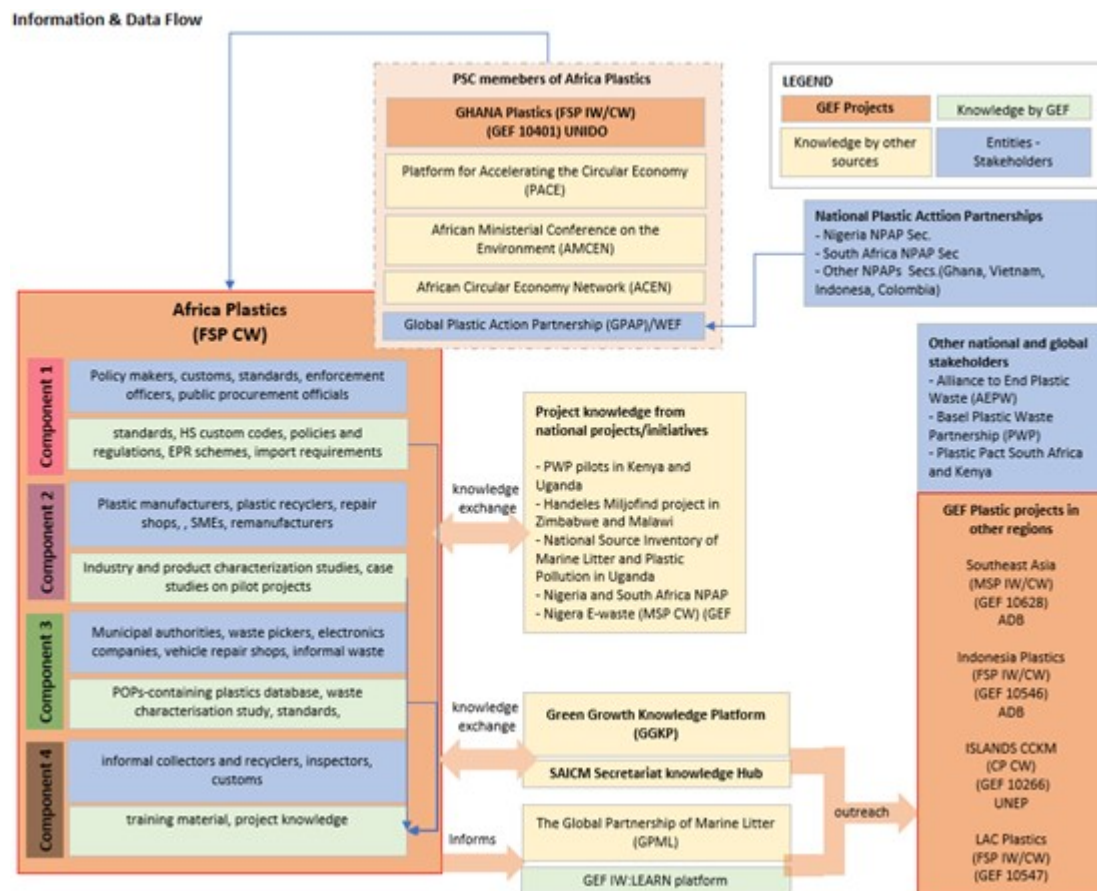 Information & Data Flow
PSC memebers of Africa Plastics
GHANA Plastics (FSP IW/CW)
(GEF 10401) UNIDO
Platform for Accelerating the Circular Economy
(PACE)
African Ministerial Conference on the
Environment (AMCEN)
African Circular Economy Network (ACEN)
Global Plastic Action Partnership (GPAP)/WEF
LEGEND
GEF Projects
Knowledge by GEF
Knowledge by other
sources
Entities -
Stakeholders
National Plastic Acttion Partnerships
- Nigeria NPAP Sec.
- South Africa NPAP Sec
- Other NPAPs Secs.(Ghana, Vietnam,
Indonesa, Colombia)
Africa Plastics
(FSP CW)
Component 1
Policy makers, customs, standards, enforcement
officers, public procurement officials
standards, HS custom codes, policies and
regulations, EPR schemes, import requirements
Component 2
Plastic manufacturers, plastic recyclers, repair
shops, , SMEs, remanufacturers
Industry and product characterization studies, case
studies on pilot projects
Component 3
Municipal authorities, waste pickers, electronics
companies, vehicle repair shops, informal waste
POPs-containing plastics database, waste
characterisation study, standards,
Component 4
informal collectors and recyclers, inspectors,
customs
training material, project knowledge
knowledge
exchange
Project knowledge from
national projects/initiatives
- PWP pilots in Kenya and
Uganda
- Handeles Miljofind project in
Zimbabwe and Malawi
- National Source Inventory of
Marine Litter and Plastic
Pollution in Uganda
- Nigeria and South Africa NPAP
- Nigera E-waste (MSP CW) (GEF
knowledge
exchange
Green Growth Knowledge Platform
(GGKP)
SAICM Secretariat knowledge Hub
Informs
The Global Partnership of Marine Litter
(GPML)
GEF IW:LEARN platform
outreach
Other national and global
stakeholders
- Alliance to End Plastic
Waste (AEPW)
- Basel Plastic Waste
Partnership (PWP)
- Plastic Pact South Africa
and Kenya
GEF Plastic projects in
other regions
Southeast Asia
(MSP IW/CW)
(GEF 10628)
ADB
Indonesia Plastics
(FSP IW/CW)
(GEF 10546)
ADB
ISLANDS CCKM
(CP CW)
(GEF 10266)
UNEP
LAC Plastics
(FSP IW/CW)
(GEF 10547)